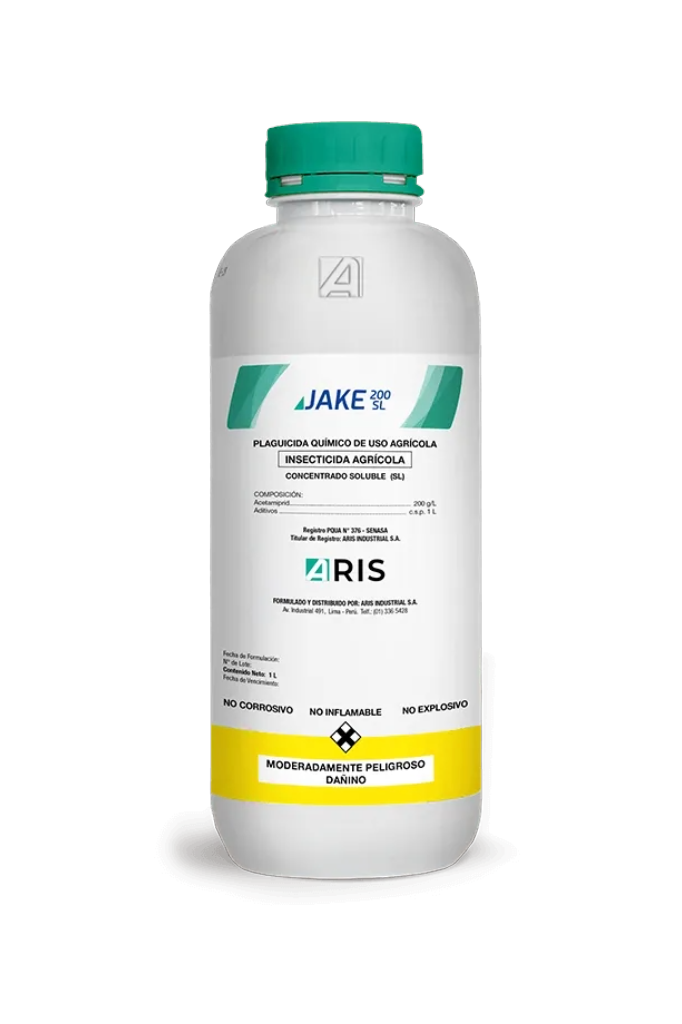 JAKE 200 SL
PLAGUICIDA QUÍMICO DE USO AGRÍCOLA
INSECTICIDA AGRÍCOLA
CONCENTRADO SOLUBLE (SL)
COMPOSICIÓN:
Acetamiprid 200 g/L
Aditivos c.s.p. 1 L
Registro PQUA N° 376 - SENASA
Titular de Registro: ARIS INDUSTRIAL S.A.
ARIS
FORMULADO Y DISTRIBUIDO POR: ARIS INDUSTRIAL S.A.
Av. Industrial 491, Lima - Perú. Telf.: (01) 336 5428
Fecha de Formulación:
N° de Lote:
Contenido Neto: 1 L
Fecha de Vencimiento:
NO CORROSIVO NO INFLAMABLE NO EXPLOSIVO
MODERADAMENTE PELIGROSO
DAÑINO